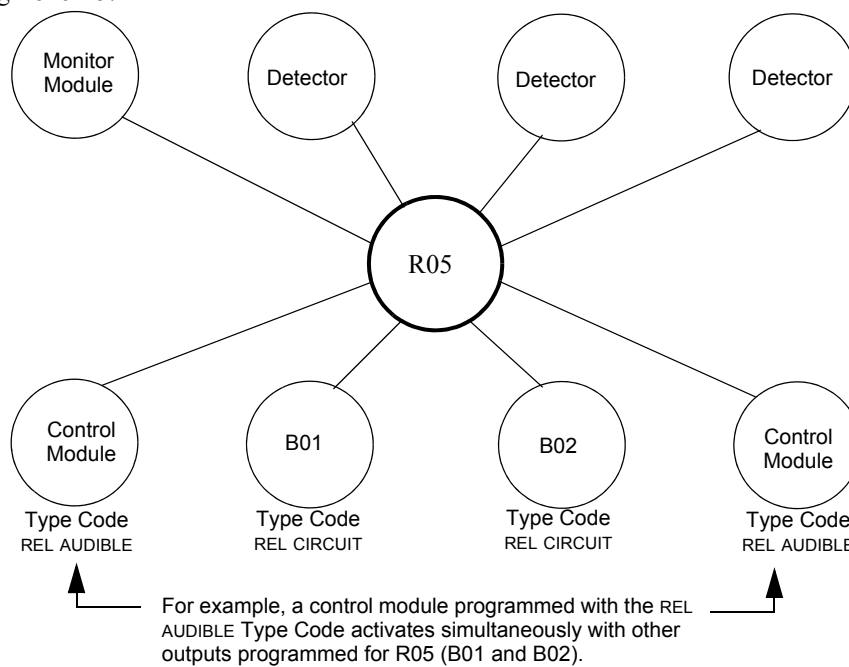 Monitor
Module
Detector
Detector
Detector
R05
Control
Module
B01
B02
Control
Module
Type Code
REL AUDIBLE
Type Code
REL CIRCUIT
Type Code
REL CIRCUIT
Type Code
REL AUDIBLE
For example, a control module programmed with the REL
AUDIBLE Type Code activates simultaneously with other
outputs programmed for R05 (B01 and B02).